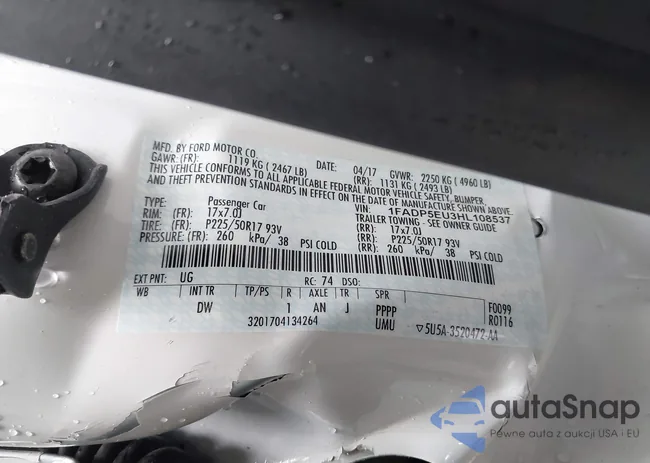 MFD. BY FORD MOTOR CO.
DATE: 04/17 GVWR: 2250 KG ( 4960 LB)
GAWR: (FR): 1119 KG ( 2467 LB) (RR): 1131 KG ( 2493 LB)
THIS VEHICLE CONFORMS TO ALL APPLICABLE FEDERAL MOTOR VEHICLE SAFETY, BUMPER,
AND THEFT PREVENTION STANDARDS IN EFFECT ON THE DATE OF MANUFACTURE SHOWN ABOVE.
VIN: 1FADP5EU3HL108537
TYPE: Passenger Car TRAILER TOWING - SEE OWNER GUIDE
RIM: (FR): 17x7.0J (RR): 17x7.0J
TIRE: (FR): P225/50R17 93V (RR): P225/50R17 93V
PRESSURE: (FR): 260 kPa/ 38 PSI COLD (RR): 260 kPa/ 38 PSI COLD
EXT PNT: UG RC: 74 DSO:
WB INT TR TP/PS R AXLE TR SPR
DW 1 AN J PPPP F0099
3201704134264 UMU R0116
▽5U5A-3520472-AA
autaSnap
Pewne auta z aukcji USA · EU